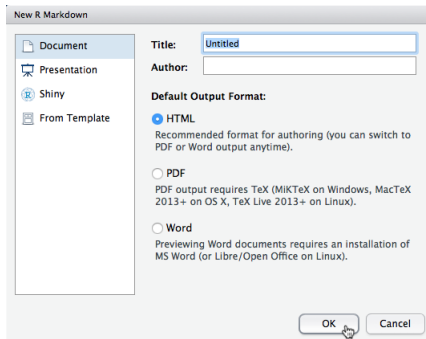 New R Markdown
Document
Presentation
Shiny
From Template
Title: Untitled
Author:
Default Output Format:
HTML
Recommended format for authoring (you can switch to
PDF or Word output anytime).
PDF
PDF output requires TeX (MiKTeX on Windows, MacTeX
2013+ on OS X, TeX Live 2013+ on Linux).
Word
Previewing Word documents requires an installation of
MS Word (or Libre/Open Office on Linux).
OK Cancel